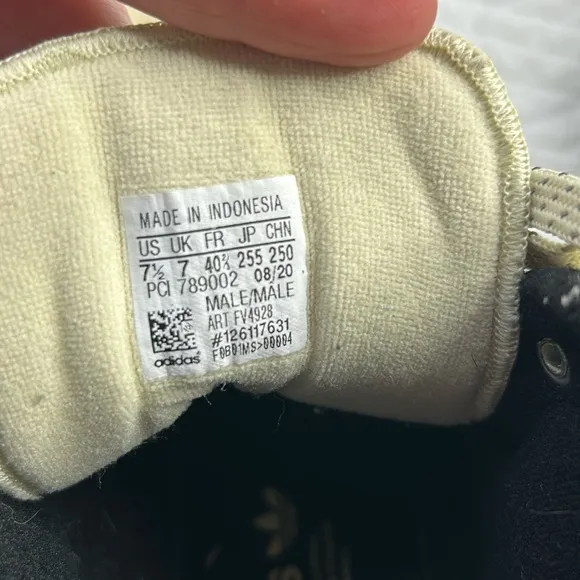 MADE IN INDONESIA
US UK FR JP CHN
7½ 7 40⅔ 255 250
PCI 789002 08/20
MALE/MALE
ART FV4928
#126117631
F0B01MS>00004
adidas